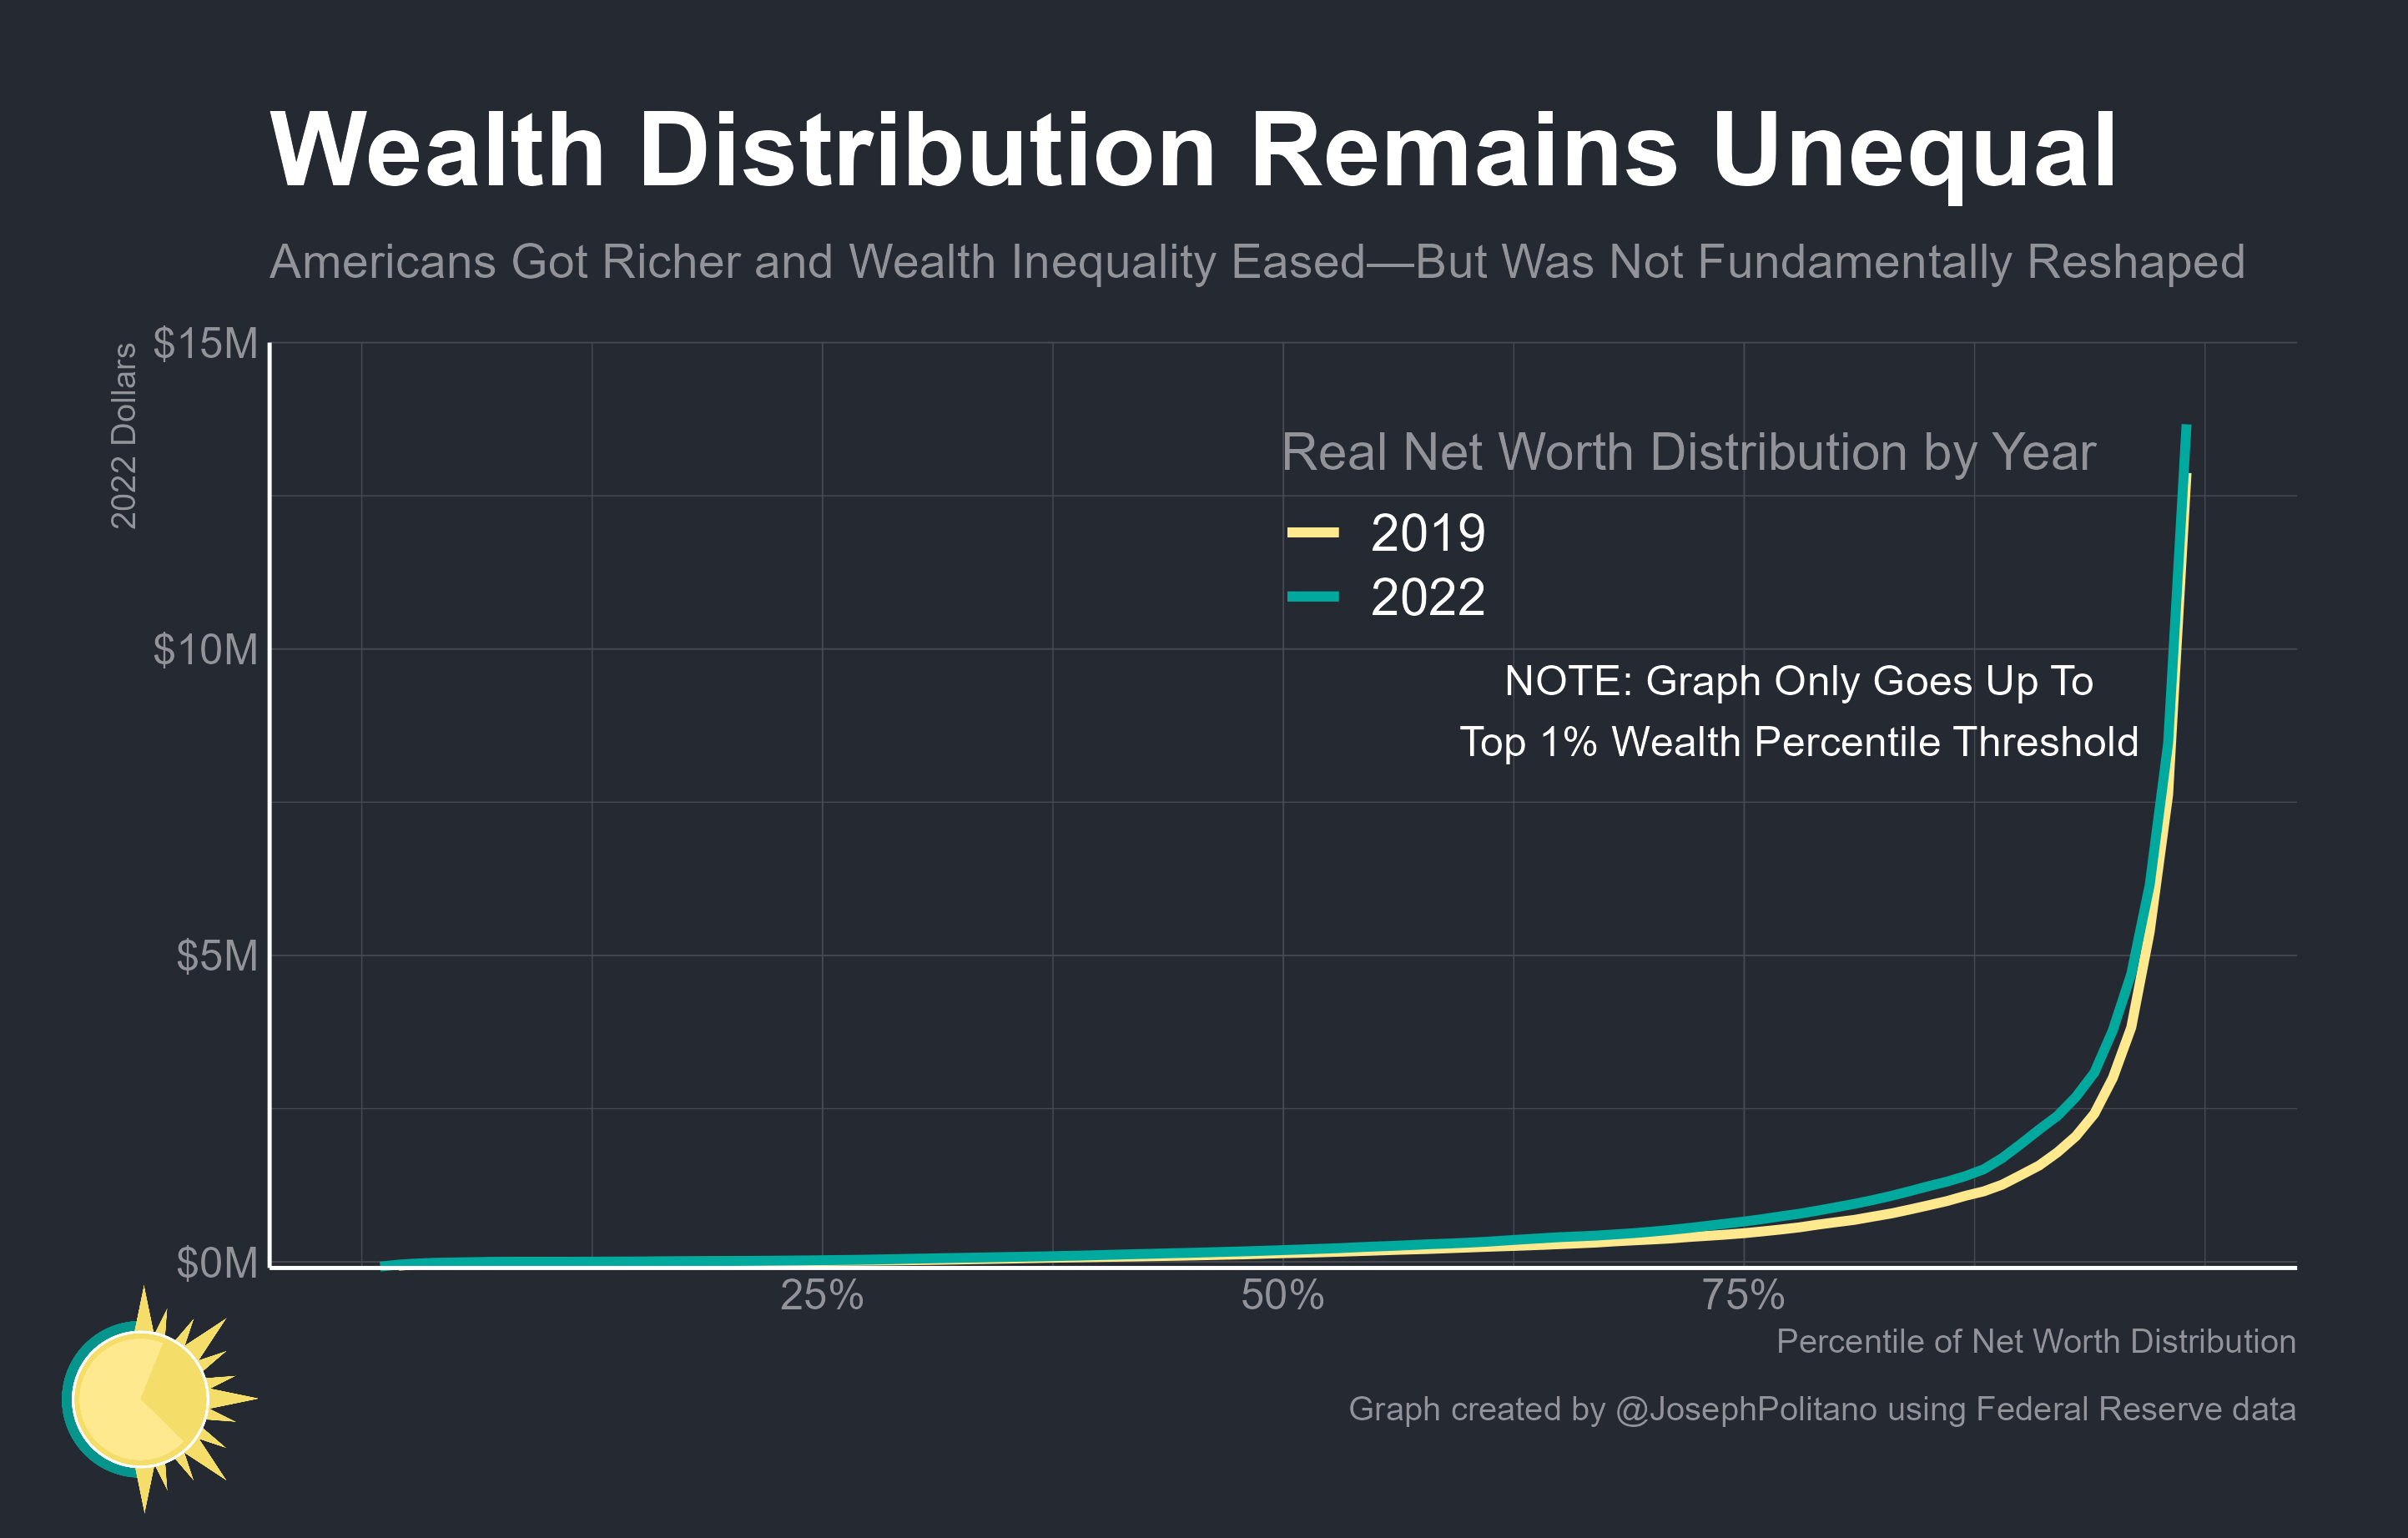 Wealth Distribution Remains Unequal
Americans Got Richer and Wealth Inequality Eased—But Was Not Fundamentally Reshaped
2022 Dollars
$15M
$10M
$5M
$0M
Real Net Worth Distribution by Year
2019
2022
NOTE: Graph Only Goes Up To
Top 1% Wealth Percentile Threshold
25%
50%
75%
Percentile of Net Worth Distribution
Graph created by @JosephPolitano using Federal Reserve data